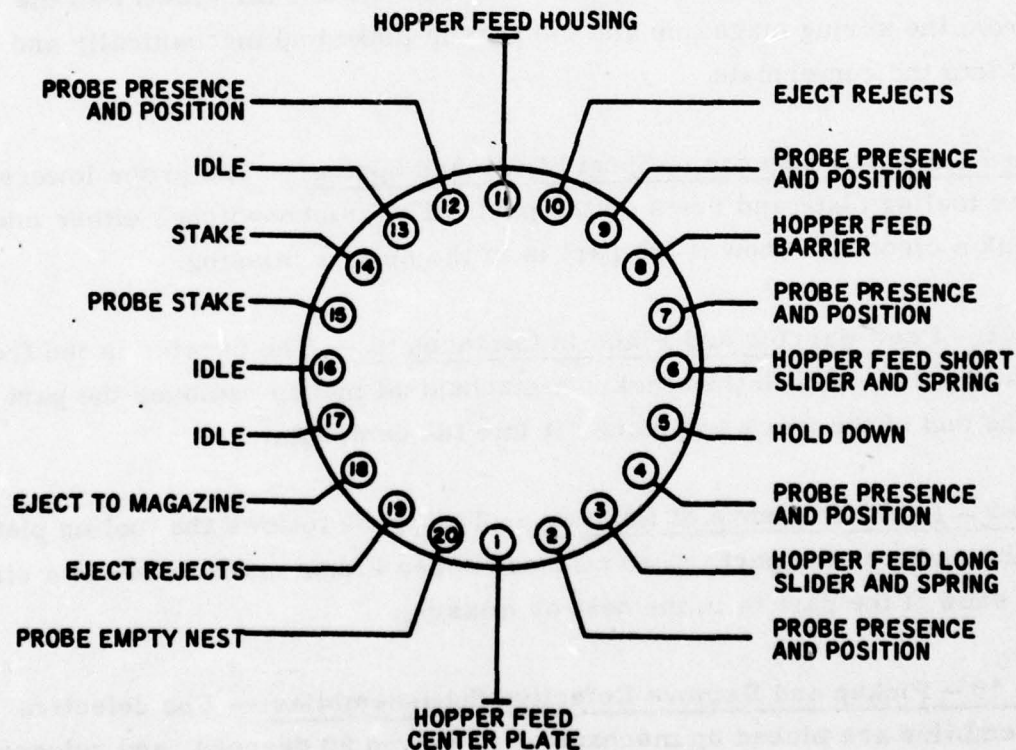 HOPPER FEED HOUSING
PROBE PRESENCE
AND POSITION
EJECT REJECTS
IDLE
PROBE PRESENCE
AND POSITION
STAKE
HOPPER FEED
BARRIER
PROBE STAKE
PROBE PRESENCE
AND POSITION
IDLE
HOPPER FEED SHORT
SLIDER AND SPRING
IDLE
HOLD DOWN
EJECT TO MAGAZINE
PROBE PRESENCE
AND POSITION
EJECT REJECTS
HOPPER FEED LONG
SLIDER AND SPRING
PROBE EMPTY NEST
PROBE PRESENCE
AND POSITION
HOPPER FEED
CENTER PLATE
1
2
3
4
5
6
7
8
9
10
11
12
13
14
15
16
17
18
19
20